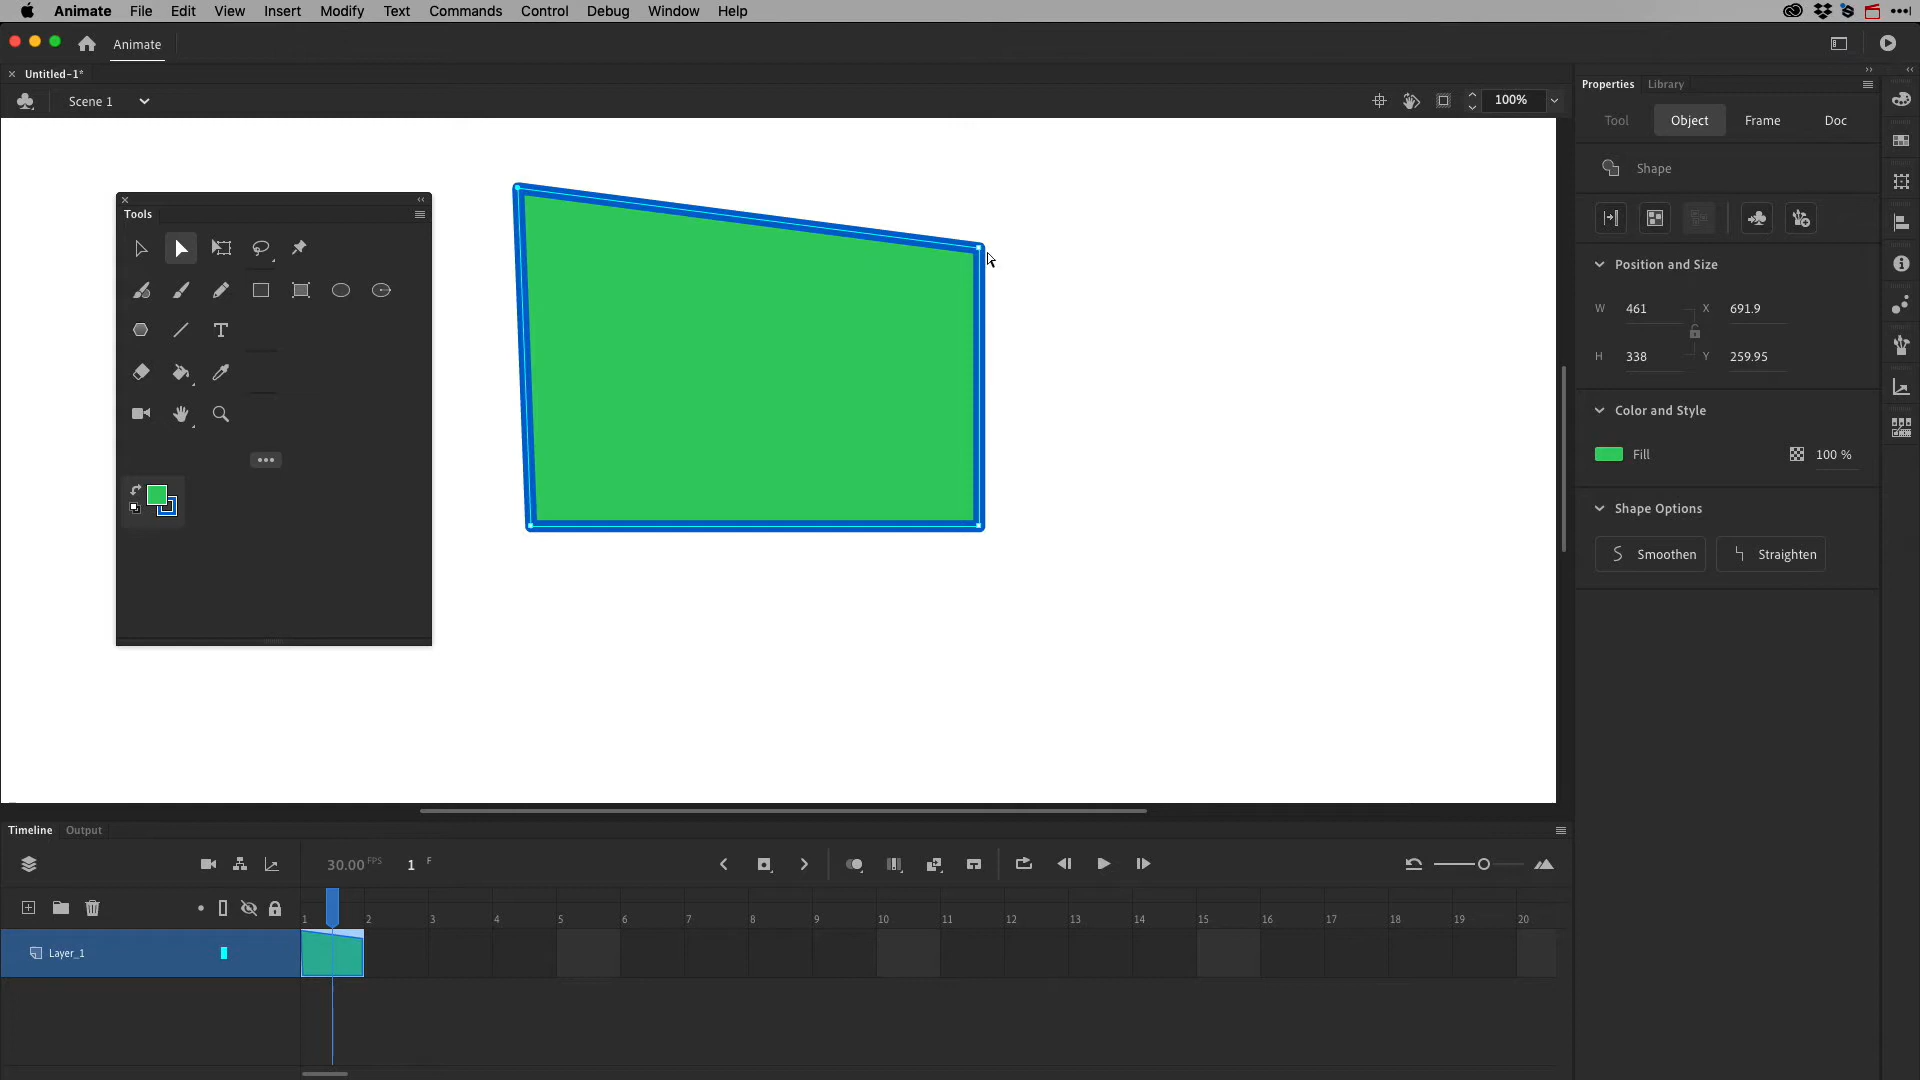 Animate File Edit View Insert Modify Text Commands Control Debug Window Help
Animate
Untitled-1*
Scene 1
100%
Tools
Properties Library
Tool Object Frame Doc
Shape
Position and Size
W 461 X 691.9
H 338 Y 259.95
Color and Style
Fill 100 %
Shape Options
Smoothen Straighten
Timeline Output
30.00 FPS 1 F
1 2 3 4 5 6 7 8 9 10 11 12 13 14 15 16 17 18 19 20
Layer_1